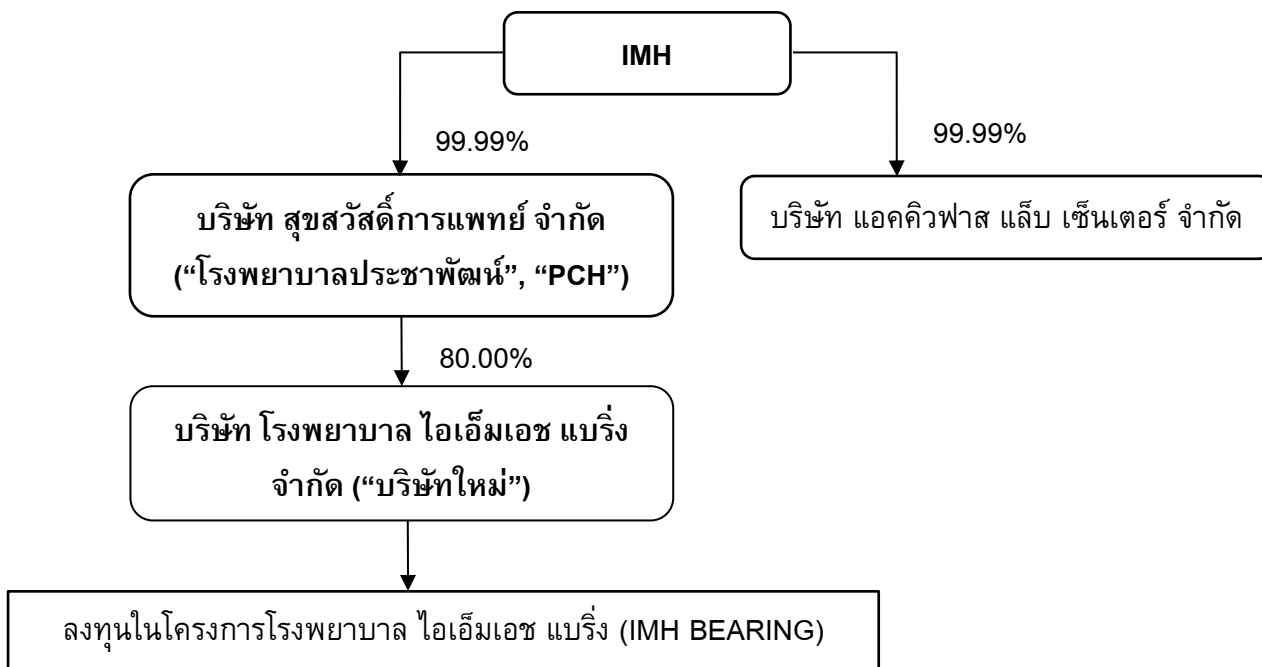 IMH
99.99%
99.99%
บริษัท สุขสวัสดิ์การแพทย์ จำกัด
(“โรงพยาบาลประชาพัฒน์”, “PCH”)
บริษัท แอคคิวฟาส แล็บ เซ็นเตอร์ จำกัด
80.00%
บริษัท โรงพยาบาล ไอเอ็มเอช แบริ่ง
จำกัด (“บริษัทใหม่”)
ลงทุนในโครงการโรงพยาบาล ไอเอ็มเอช แบริ่ง (IMH BEARING)